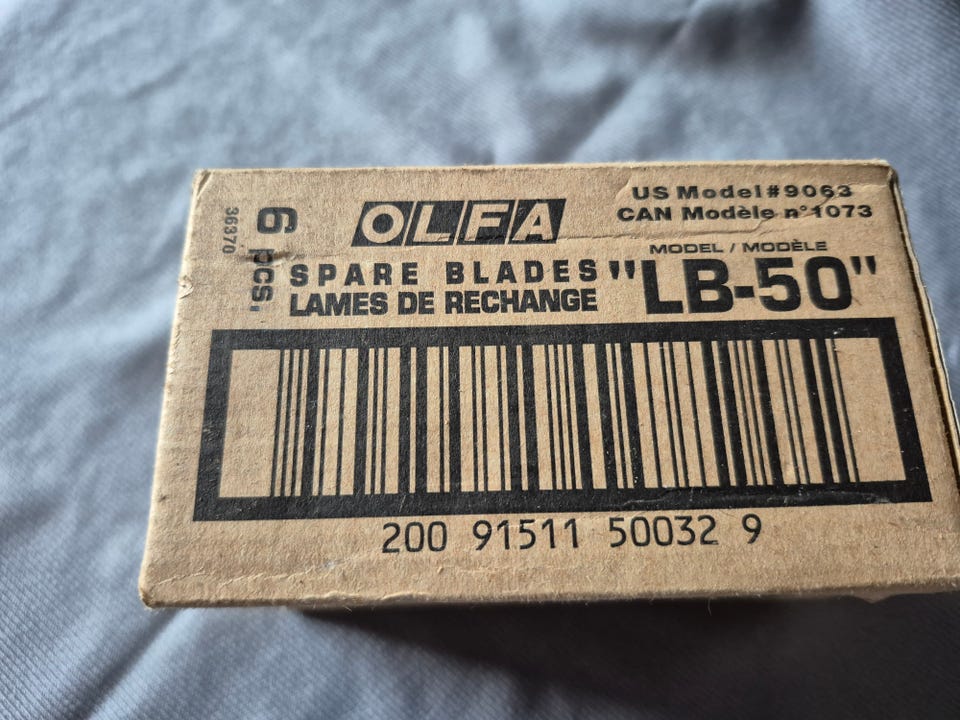 OLFA
US Model#9063
CAN Modèle n°1073
MODEL / MODÈLE
SPARE BLADES "LB-50"
LAMES DE RECHANGE
6 pcs.
36370
200 91511 50032 9